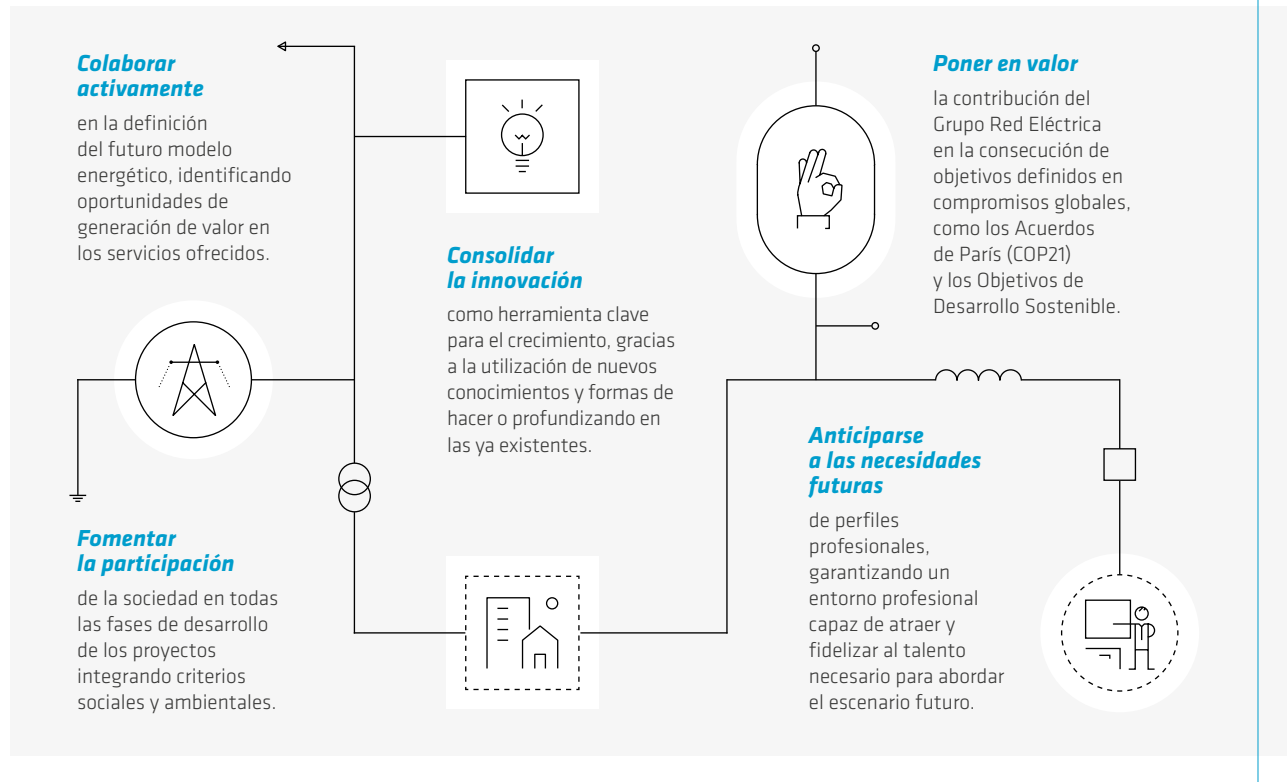 Colaborar
activamente
en la definición
del futuro modelo
energético, identificando
oportunidades de
generación de valor en
los servicios ofrecidos.
Fomentar
la participación
de la sociedad en todas
las fases de desarrollo
de los proyectos
integrando criterios
sociales y ambientales.
Consolidar
la innovación
como herramienta clave
para el crecimiento, gracias
a la utilización de nuevos
conocimientos y formas de
hacer o profundizando en
las ya existentes.
Poner en valor
la contribución del
Grupo Red Eléctrica
en la consecución de
objetivos definidos en
compromisos globales,
como los Acuerdos
de París (COP21)
y los Objetivos de
Desarrollo Sostenible.
Anticiparse
a las necesidades
futuras
de perfiles
profesionales,
garantizando un
entorno profesional
capaz de atraer y
fidelizar al talento
necesario para abordar
el escenario futuro.